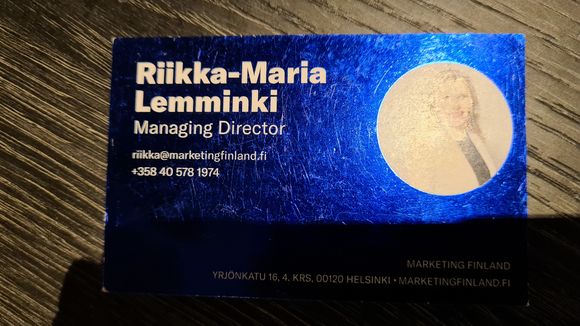 Riikka-Maria
Lemminki
Managing Director
riikka@marketingfinland.fi
+358 40 578 1974
MARKETING FINLAND
YRJÖNKATU 16, 4. KRS, 00120 HELSINKI • MARKETINGFINLAND.FI